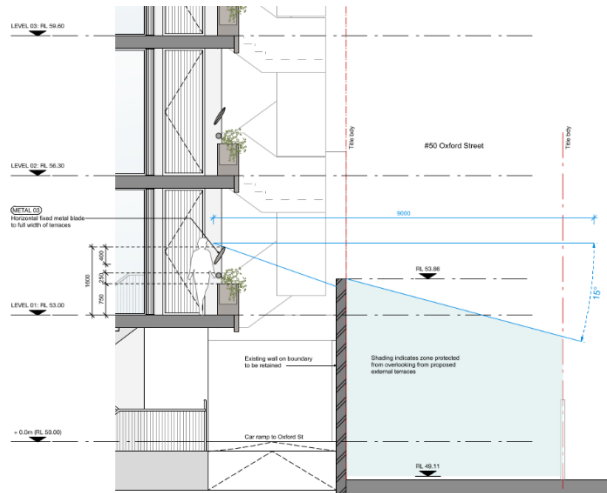 LEVEL 03: RL 59.60
Title bdy
#50 Oxford Street
Title bdy
LEVEL 02: RL 56.30
METAL 03
Horizontal fixed metal blade
to full width of terraces
9000
1600
400
250
750
RL 53.86
15°
LEVEL 01: RL 53.00
Existing wall on boundary
to be retained
Shading indicates zone protected
from overlooking from proposed
external terraces
+ 0.0m (RL 50.00)
Car ramp to Oxford St
RL 49.11